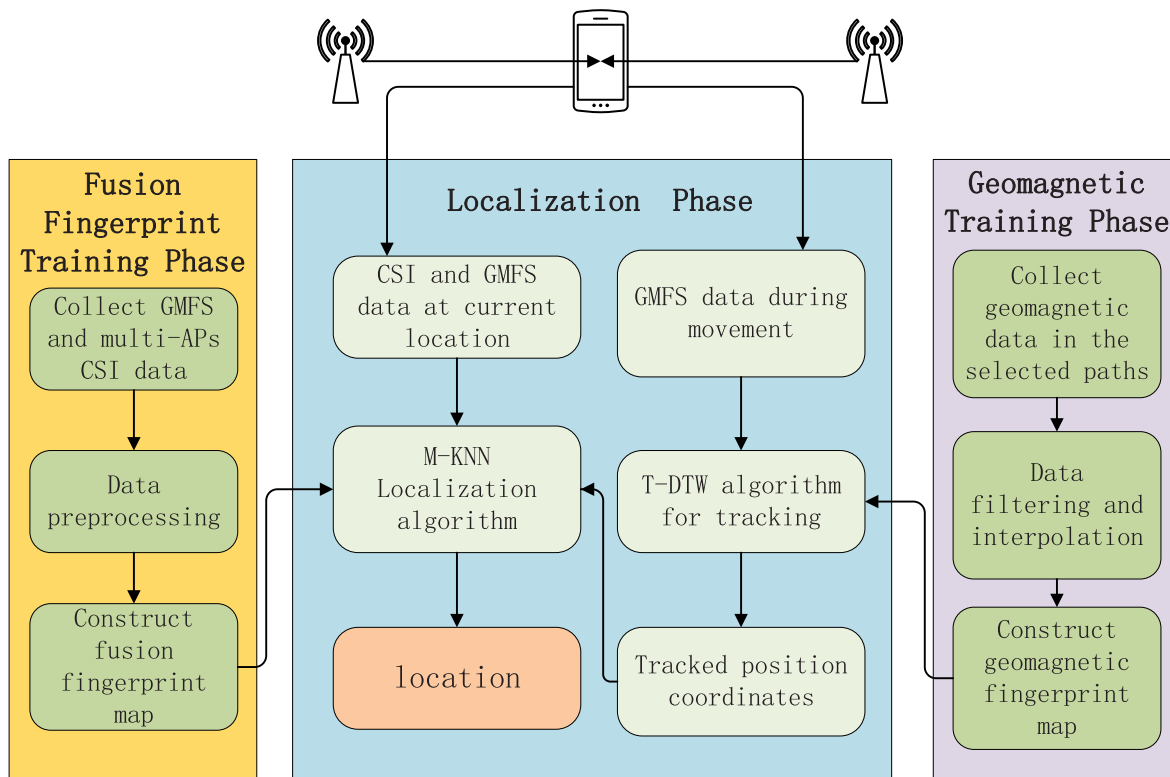 Fusion
Fingerprint
Training Phase
Collect GMFS
and multi-APs
CSI data
Data
preprocessing
Construct
fusion
fingerprint
map
Localization Phase
CSI and GMFS
data at current
location
M-KNN
Localization
algorithm
location
GMFS data during
movement
T-DTW algorithm
for tracking
Tracked position
coordinates
Geomagnetic
Training Phase
Collect
geomagnetic
data in the
selected paths
Data
filtering and
interpolation
Construct
geomagnetic
fingerprint
map